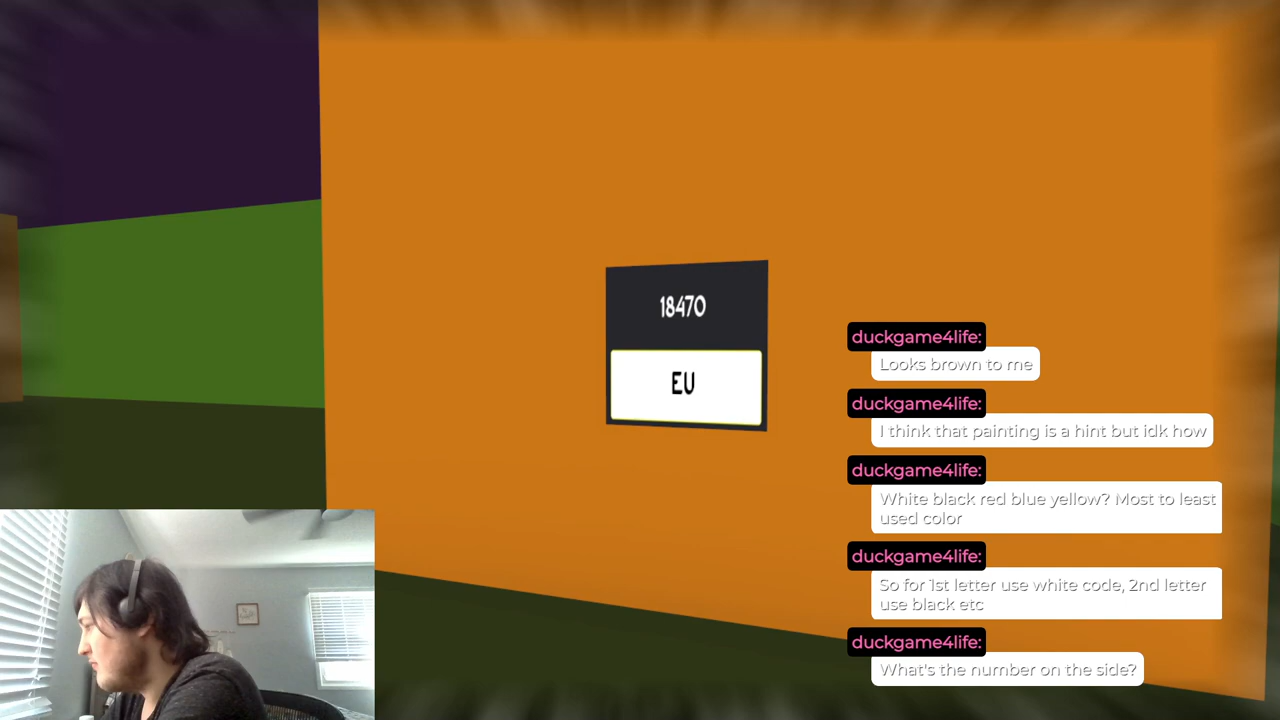 18470
EU
duckgame4life:
Looks brown to me
duckgame4life:
I think that painting is a hint but idk how
duckgame4life:
White black red blue yellow? Most to least
used color
duckgame4life:
So for 1st letter use white code, 2nd letter
use black etc
duckgame4life:
What's the number on the side?